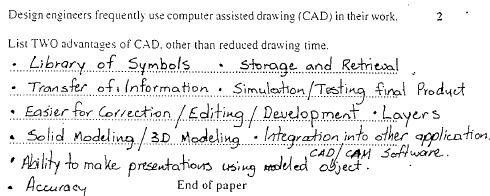 Design engineers frequently use computer assisted drawing (CAD) in their work. 2
List TWO advantages of CAD, other than reduced drawing time.
• Library of Symbols • Storage and Retrieval
• Transfer of Information • Simulation/Testing final Product
• Easier for Correction/Editing/Development • Layers
• Solid Modeling/3D Modeling • Integration into other application.
CAD/CAM Software.
• Ability to make presentations using modeled object.
• Accuracy End of paper